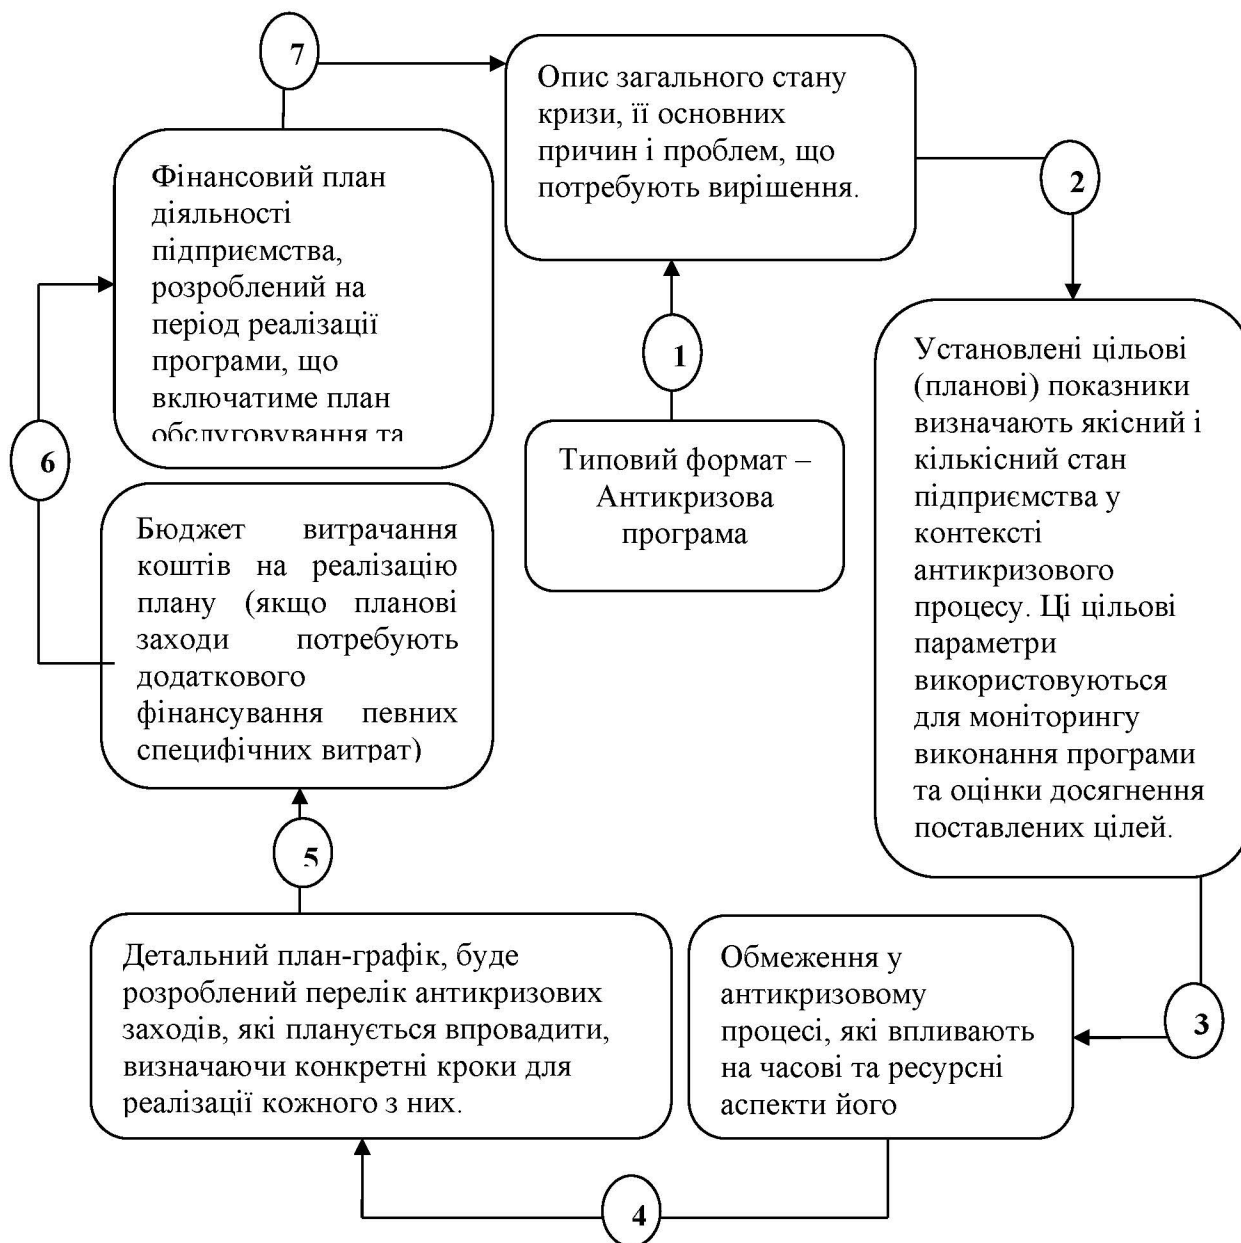 7
Опис загального стану
кризи, її основних
причин і проблем, що
потребують вирішення.
2
Фінансовий план
діяльності
підприємства,
розроблений на
період реалізації
програми, що
включатиме план
обслуговування та
1
Установлені цільові
(планові) показники
визначають якісний і
кількісний стан
підприємства у
контексті
антикризового
процесу. Ці цільові
параметри
використовуються
для моніторингу
виконання програми
та оцінки досягнення
поставлених цілей.
6
Типовий формат –
Антикризова
програма
Бюджет витрачання
коштів на реалізацію
плану (якщо планові
заходи потребують
додаткового
фінансування певних
специфічних витрат)
5
Детальний план-графік, буде
розроблений перелік антикризових
заходів, які планується впровадити,
визначаючи конкретні кроки для
реалізації кожного з них.
Обмеження у
антикризовому
процесі, які впливають
на часові та ресурсні
аспекти його
3
4